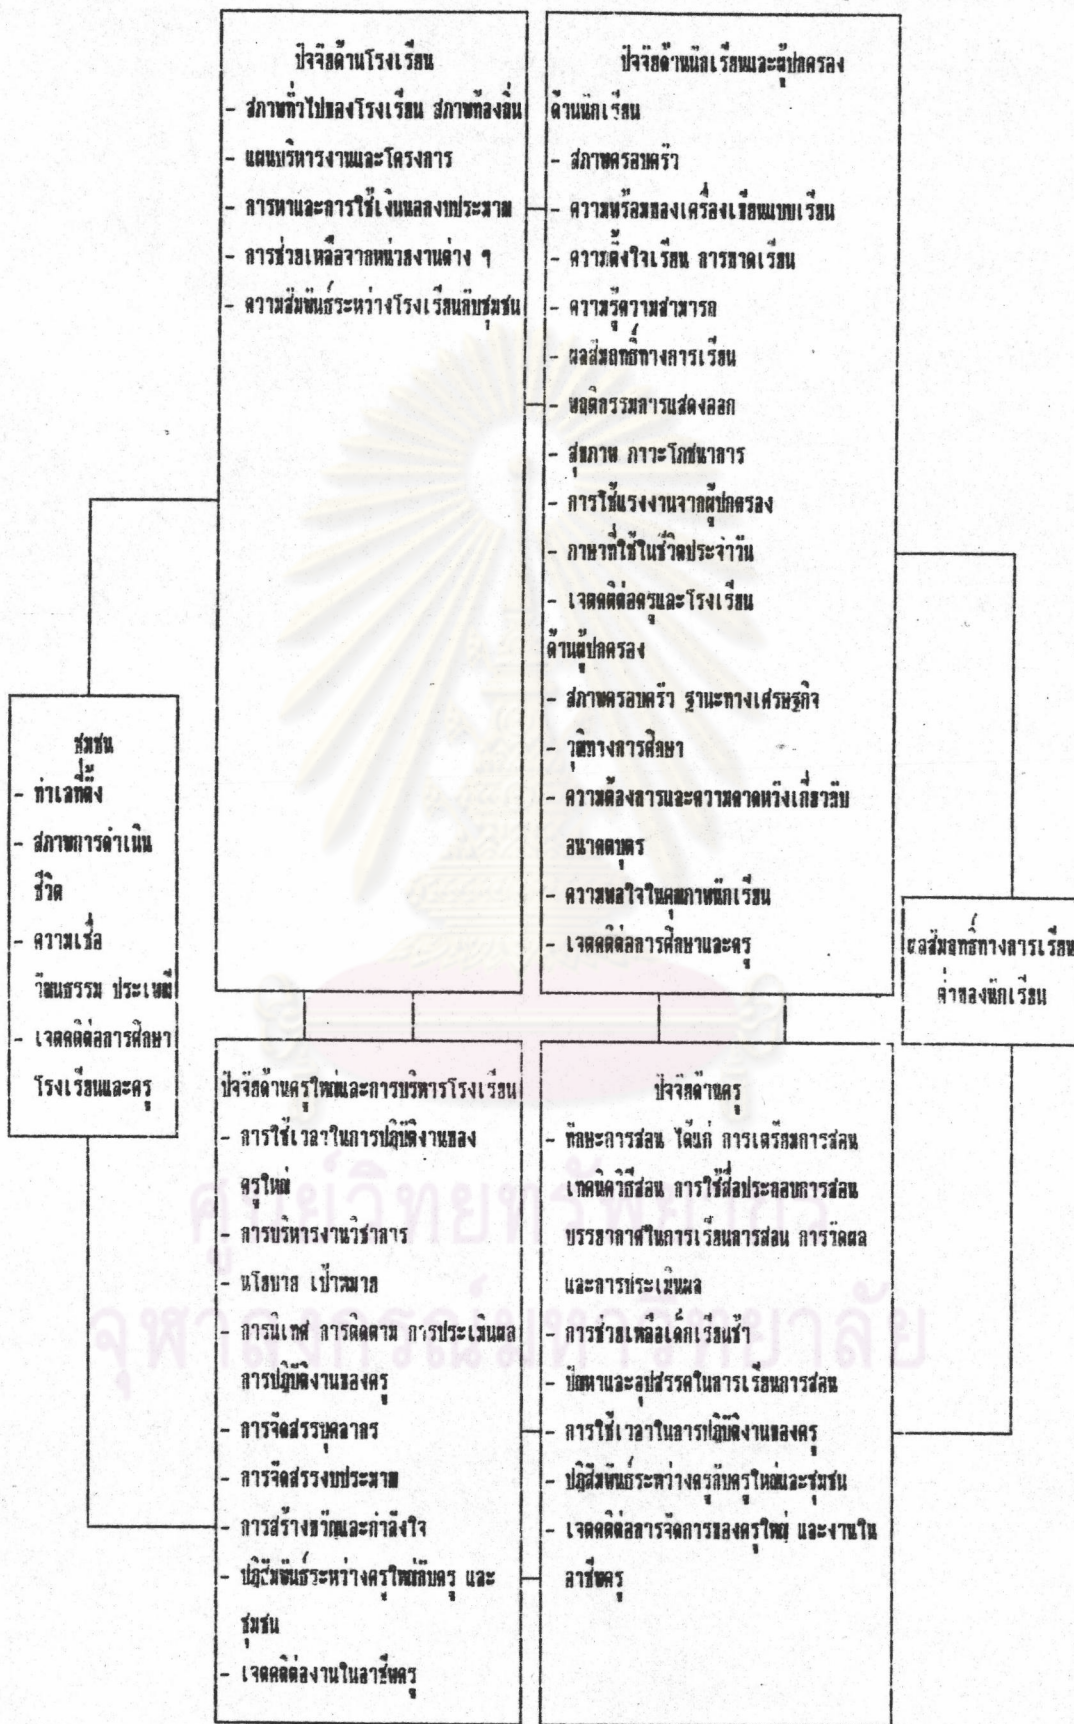 ปัจจัยด้านโรงเรียน
- สภาพทั่วไปของโรงเรียน สภาพท้องถิ่น
- แผนบริหารงานและโครงการ
- การหาและการใช้เงินนอกงบประมาณ
- การช่วยเหลือจากหน่วยงานต่าง ๆ
- ความสัมพันธ์ระหว่างโรงเรียนกับชุมชน
ปัจจัยด้านนักเรียนและผู้ปกครอง
ด้านนักเรียน
- สภาพครอบครัว
- ความพร้อมของเครื่องเขียนแบบเรียน
- ความตั้งใจเรียน การขาดเรียน
- ความรู้ความสามารถ
- ผลสัมฤทธิ์ทางการเรียน
- พฤติกรรมการแสดงออก
- สุขภาพ ภาวะโภชนาการ
- การใช้แรงงานจากผู้ปกครอง
- ภาษาที่ใช้ในชีวิตประจำวัน
- เจตคติต่อครูและโรงเรียน
ด้านผู้ปกครอง
- สภาพครอบครัว ฐานะทางเศรษฐกิจ
- วุฒิทางการศึกษา
- ความต้องการและความคาดหวังเกี่ยวกับ
อนาคตบุตร
- ความพอใจในคุณภาพนักเรียน
- เจตคติต่อการศึกษาและครู
ชุมชน
- ทำเลที่ตั้ง
- สภาพการดำเนิน
ชีวิต
- ความเชื่อ
วัฒนธรรม ประเพณี
- เจตคติต่อการศึกษา
โรงเรียนและครู
ผลสัมฤทธิ์ทางการเรียน
ต่ำของนักเรียน
ปัจจัยด้านครูใหญ่และการบริหารโรงเรียน
- การใช้เวลาในการปฏิบัติงานของ
ครูใหญ่
- การบริหารงานวิชาการ
- นโยบาย เป้าหมาย
- การนิเทศ การติดตาม การประเมินผล
การปฏิบัติงานของครู
- การจัดสรรบุคลากร
- การจัดสรรงบประมาณ
- การสร้างขวัญและกำลังใจ
- ปฏิสัมพันธ์ระหว่างครูใหญ่กับครู และ
ชุมชน
- เจตคติต่องานในอาชีพครู
ปัจจัยด้านครู
- ทักษะการสอน ได้แก่ การเตรียมการสอน
เทคนิควิธีสอน การใช้สื่อประกอบการสอน
บรรยากาศในการเรียนการสอน การวัดผล
และการประเมินผล
- การช่วยเหลือเด็กเรียนช้า
- ปัญหาและอุปสรรคในการเรียนการสอน
- การใช้เวลาในการปฏิบัติงานของครู
- ปฏิสัมพันธ์ระหว่างครูกับครูใหญ่และชุมชน
- เจตคติต่อการจัดการของครูใหญ่ และงานใน
อาชีพครู
ศูนย์วิทยทรัพยากร
จุฬาลงกรณ์มหาวิทยาลัย